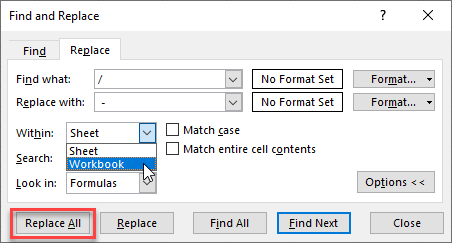 Find and Replace
Find Replace
Find what: / No Format Set Format...
Replace with: - No Format Set Format...
Within: Sheet Match case
Sheet
Workbook Match entire cell contents
Search:
Look in: Formulas Options <<
Replace All Replace Find All Find Next Close